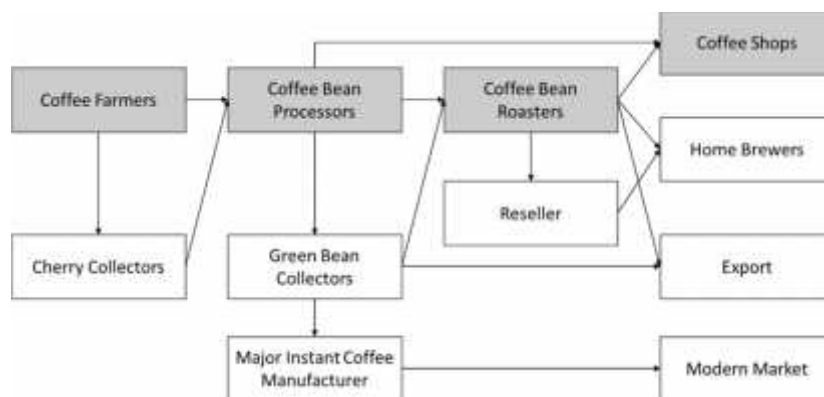 Coffee Shops
Coffee Farmers
Coffee Bean
Processors
Coffee Bean
Roasters
Home Brewers
Reseller
Cherry Collectors
Green Bean
Collectors
Export
Major Instant Coffee
Manufacturer
Modern Market